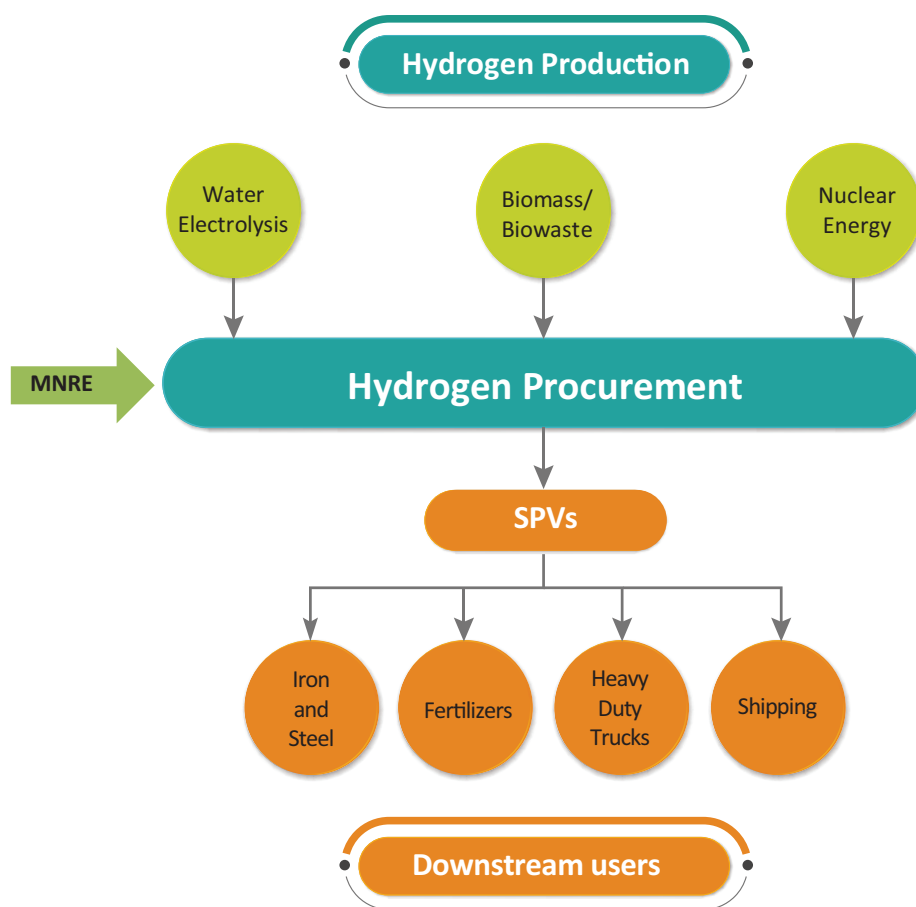 Hydrogen Production
Water
Electrolysis
Biomass/
Biowaste
Nuclear
Energy
MNRE
Hydrogen Procurement
SPVs
Iron
and
Steel
Fertilizers
Heavy
Duty
Trucks
Shipping
Downstream users